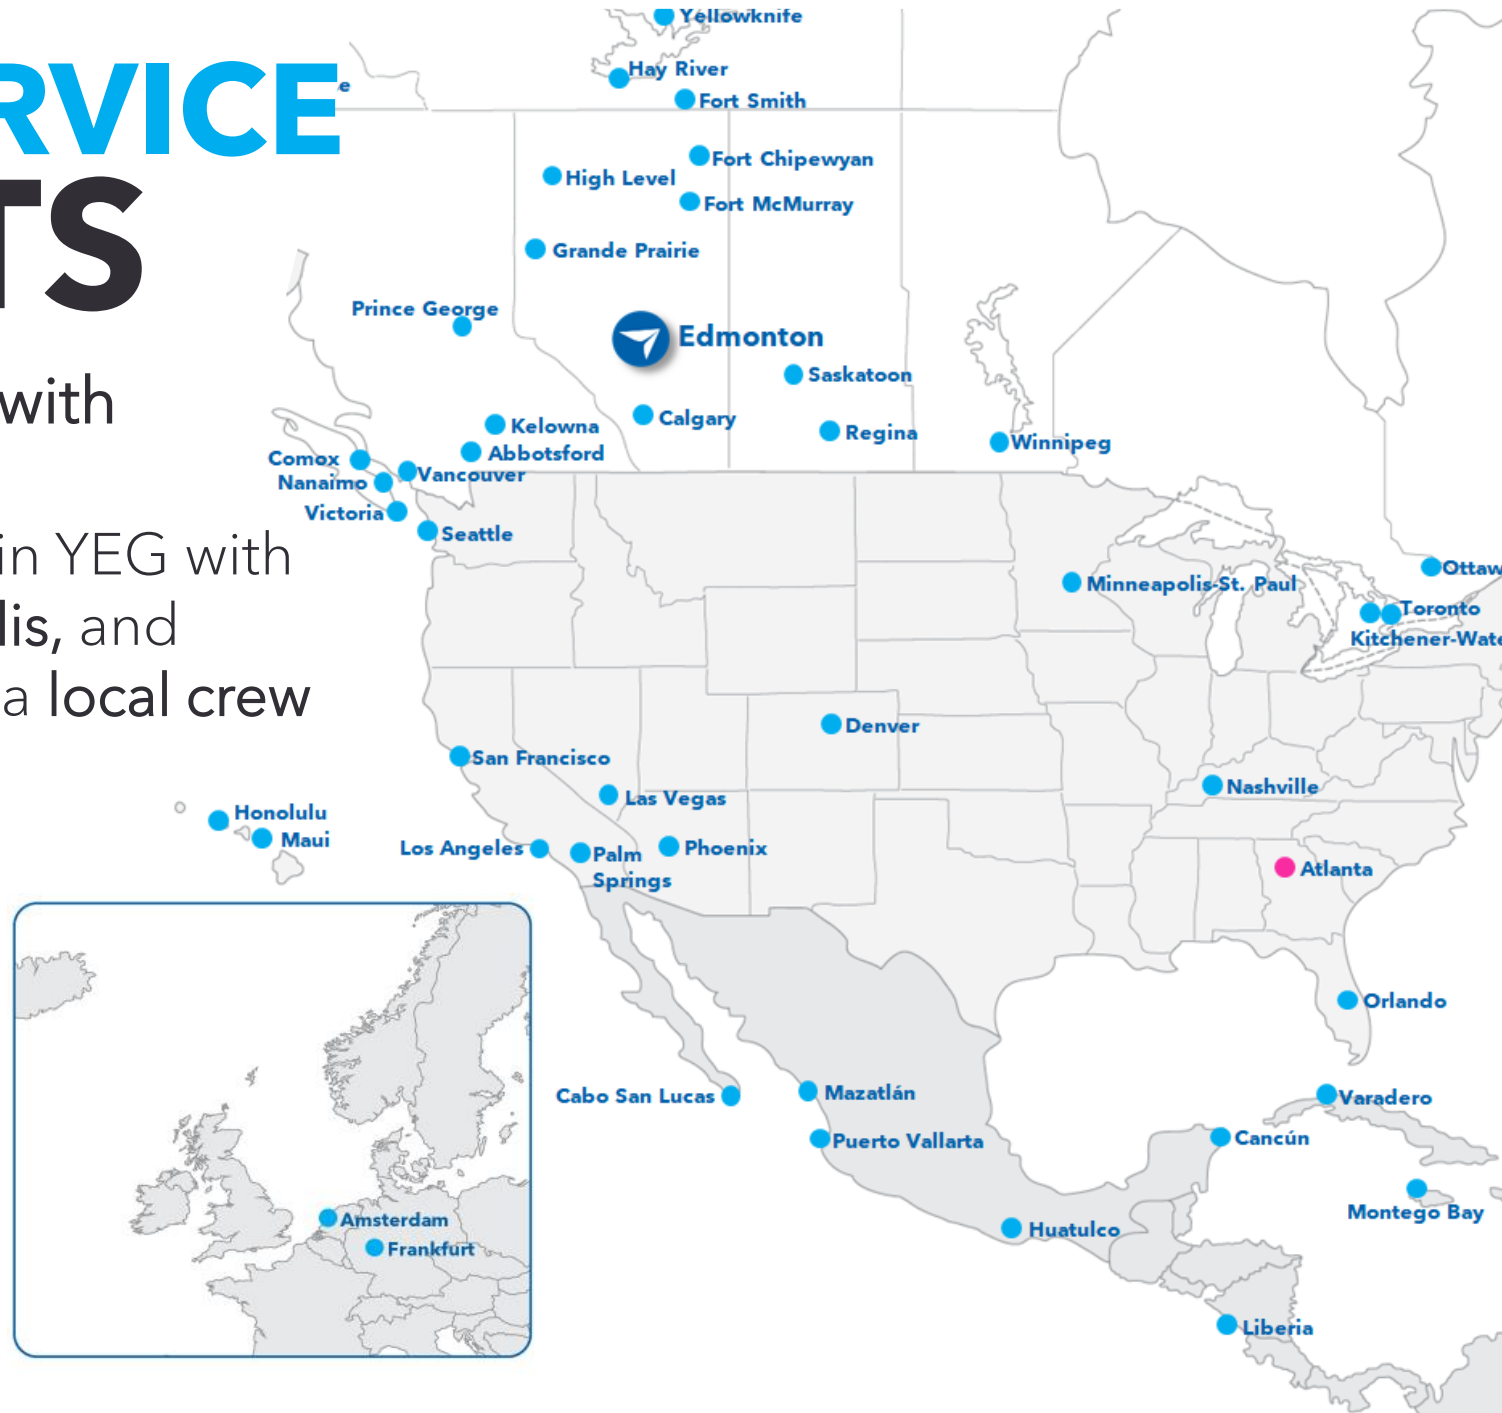 RVICE
TS
with
in YEG with
lis, and
a local crew
Yellowknife
e
Hay River
Fort Smith
Fort Chipewyan
High Level
Fort McMurray
Grande Prairie
Prince George
Edmonton
Saskatoon
Calgary
Kelowna
Regina
Winnipeg
Abbotsford
Comox
Vancouver
Nanaimo
Victoria
Seattle
Ottaw
Minneapolis-St. Paul
Toronto
Kitchener-Wate
Denver
San Francisco
Nashville
Las Vegas
Honolulu
Maui
Los Angeles
Palm
Springs
Phoenix
Atlanta
Orlando
Cabo San Lucas
Mazatlán
Varadero
Puerto Vallarta
Cancún
Montego Bay
Huatulco
Liberia
Amsterdam
Frankfurt